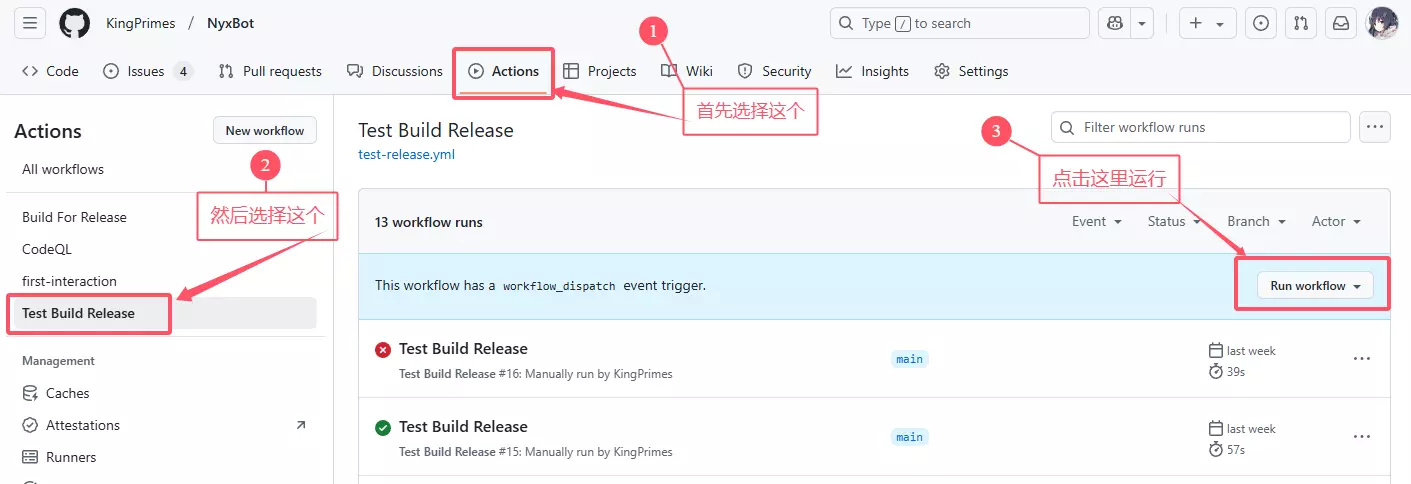 KingPrimes / NyxBot
Type / to search
Code
Issues 4
Pull requests
Discussions
Actions
Projects
Wiki
Security
Insights
Settings
1
首先选择这个
Actions
New workflow
All workflows
2
然后选择这个
Build For Release
CodeQL
first-interaction
Test Build Release
Management
Caches
Attestations
Runners
Test Build Release
test-release.yml
Filter workflow runs
3
点击这里运行
13 workflow runs
Event
Status
Branch
Actor
This workflow has a workflow_dispatch event trigger.
Run workflow
Test Build Release
Test Build Release #16: Manually run by KingPrimes
main
last week
39s
Test Build Release
Test Build Release #15: Manually run by KingPrimes
main
last week
57s